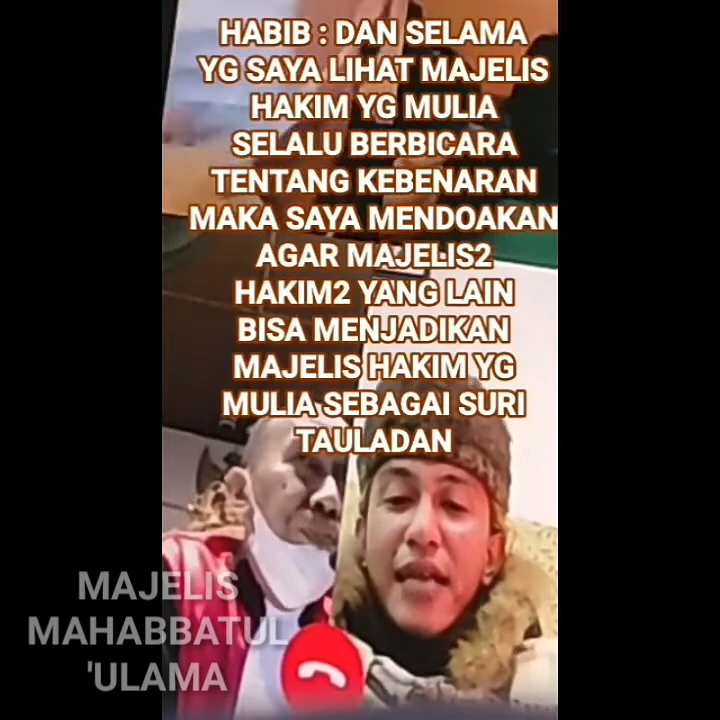 HABIB : DAN SELAMA
YG SAYA LIHAT MAJELIS
HAKIM YG MULIA
SELALU BERBICARA
TENTANG KEBENARAN
MAKA SAYA MENDOAKAN
AGAR MAJELIS2
HAKIM2 YANG LAIN
BISA MENJADIKAN
MAJELIS HAKIM YG
MULIA SEBAGAI SURI
TAULADAN
MAJELIS
MAHABBATUL
'ULAMA